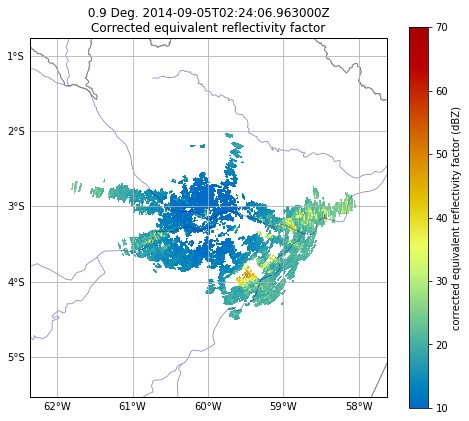 0.9 Deg. 2014-09-05T02:24:06.963000Z
Corrected equivalent reflectivity factor
1°S
2°S
3°S
4°S
5°S
62°W
61°W
60°W
59°W
58°W
70
60
50
40
30
20
10
corrected equivalent reflectivity factor (dBZ)